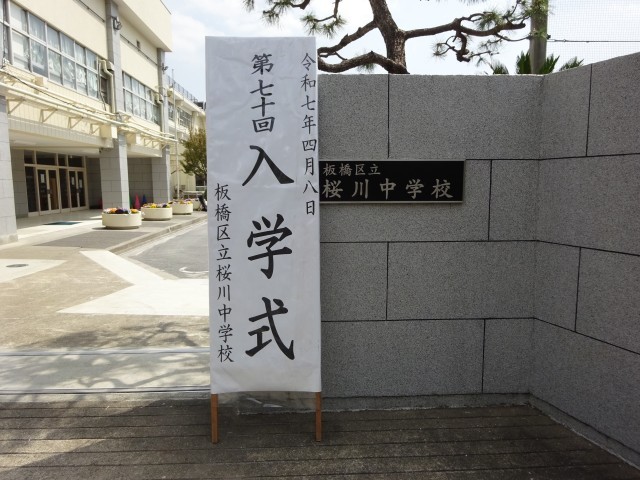 令和七年四月八日
第七十回
入学式
板橋区立桜川中学校
板橋区立
桜川中学校